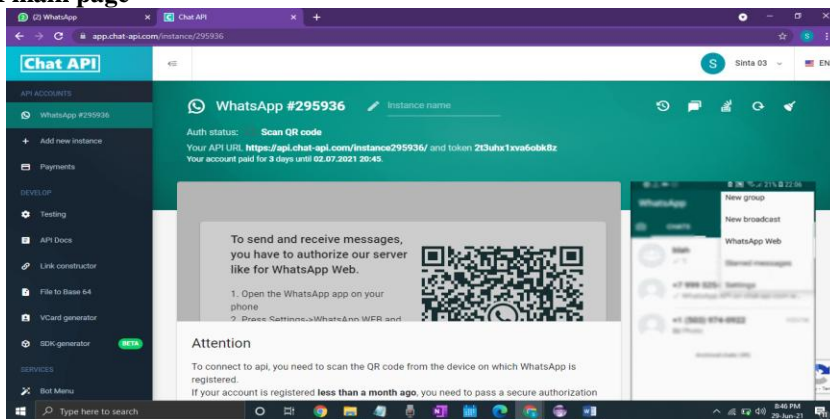 main page
(2) WhatsApp
Chat API
app.chat-api.com/instance/295936
Chat API
Sinta 03
EN
API ACCOUNTS
WhatsApp #295936
Add new instance
Payments
DEVELOP
Testing
API Docs
Link constructor
File to Base 64
VCard generator
SDK-generator BETA
SERVICES
Bot Menu
WhatsApp #295936
Instance name
Auth status: Scan QR code
Your API URL https://api.chat-api.com/instance295936/ and token 2t3uhx1xva6obk8z
Your account paid for 3 days until 02.07.2021 20:45.
To send and receive messages,
you have to authorize our server
like for WhatsApp Web.
1. Open the WhatsApp app on your
phone
2. Press Settings->WhatsApp WEB and
WhatsApp
CHATS
21% 22:06
New group
New broadcast
WhatsApp Web
Starred messages
Settings
Attention
To connect to api, you need to scan the QR code from the device on which WhatsApp is
registered.
If your account is registered less than a month ago, you need to pass a secure authorization
Type here to search
8:46 PM
29-Jun-21